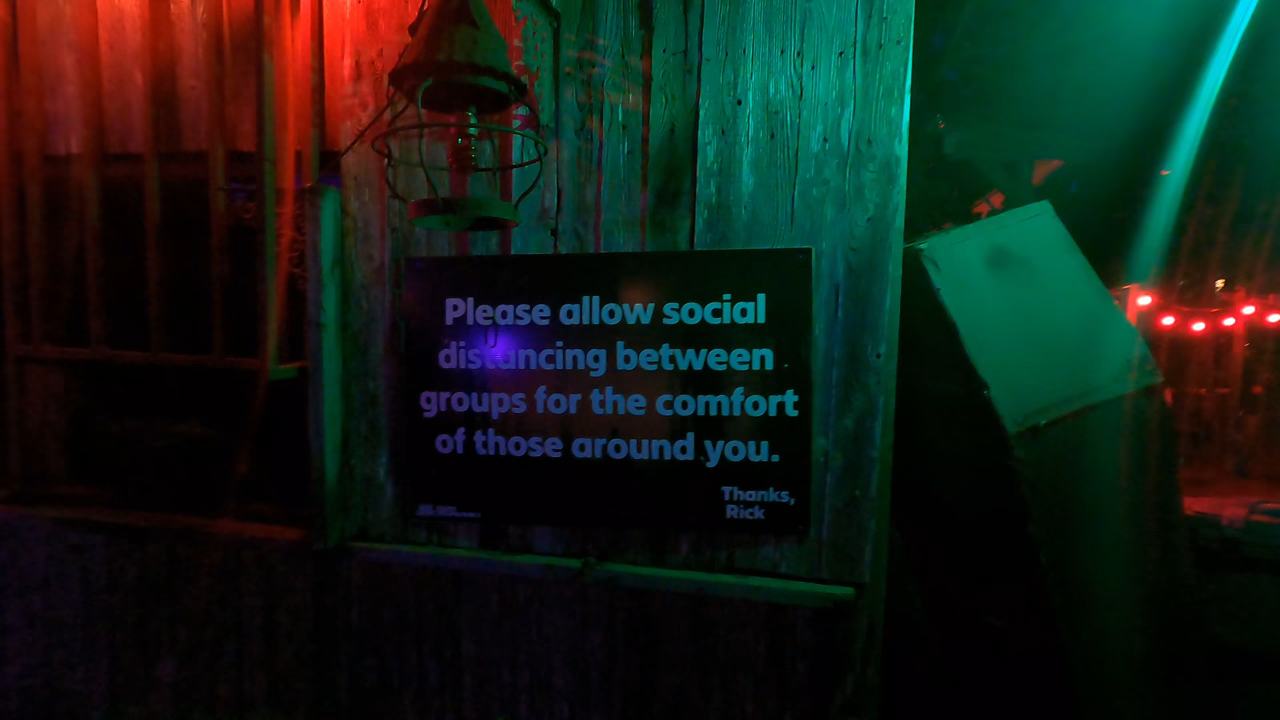 Please allow social
distancing between
groups for the comfort
of those around you.
Thanks,
Rick